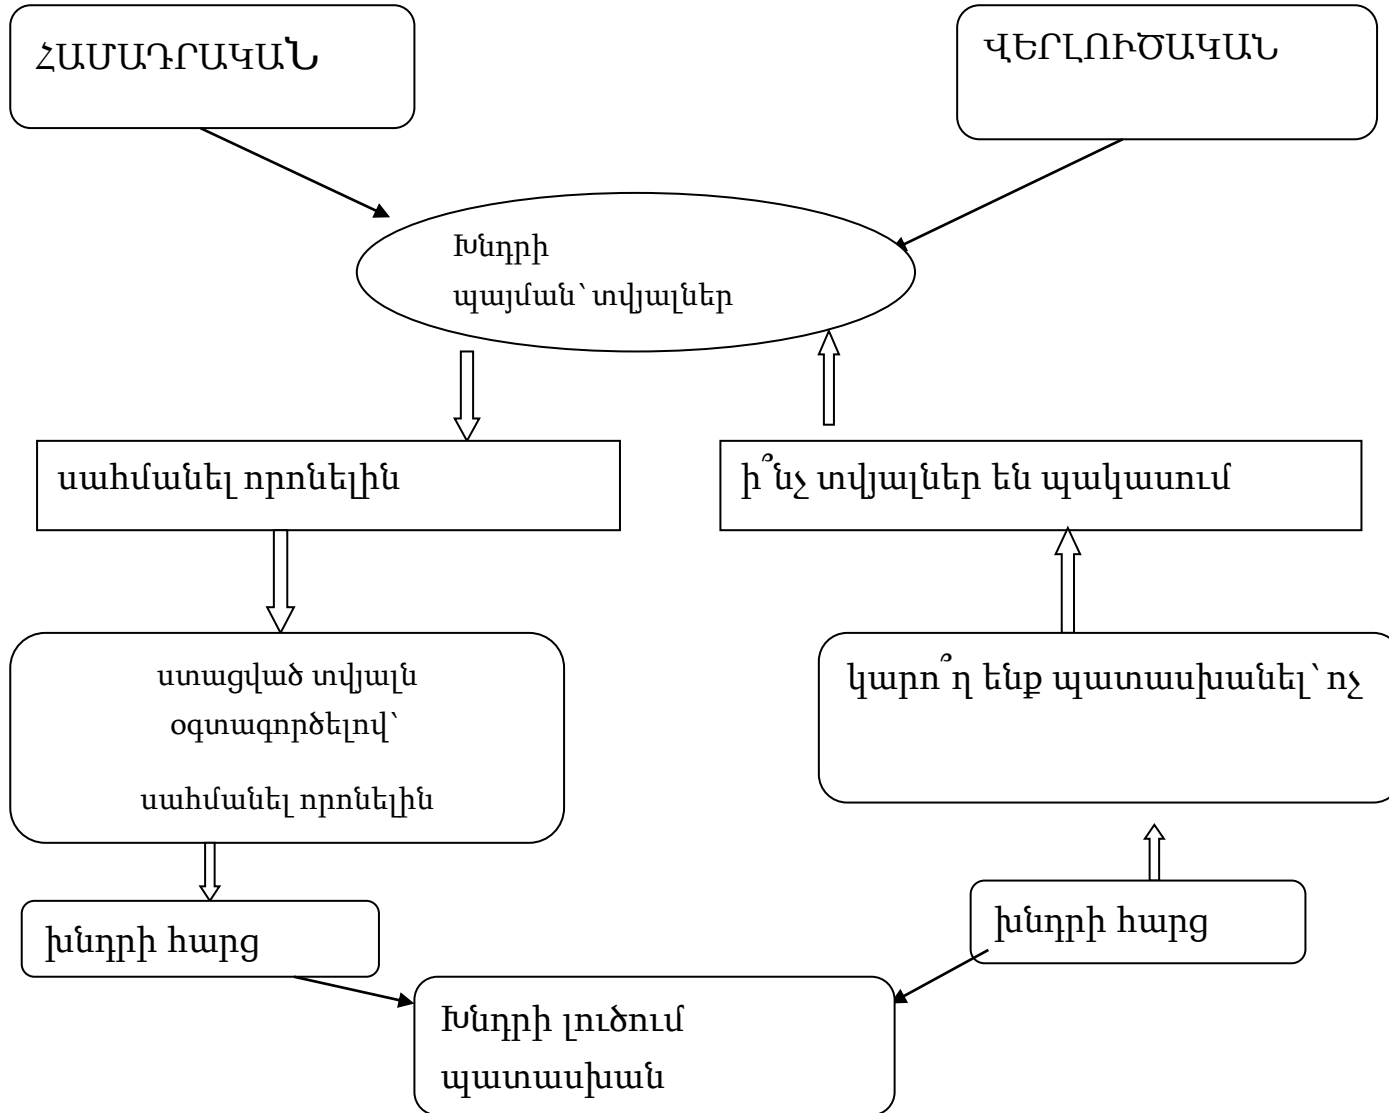 ՀԱՄԱԴՐԱԿԱՆ
ՎԵՐԼՈՒԾԱԿԱՆ
Խնդրի
պայման՝ տվյալներ
սահմանել որոնելին
ի՞նչ տվյալներ են պակասում
ստացված տվյալն
օգտագործելով՝
սահմանել որոնելին
կարո՞ղ ենք պատասխանել՝ ոչ
խնդրի հարց
խնդրի հարց
Խնդրի լուծում
պատասխան